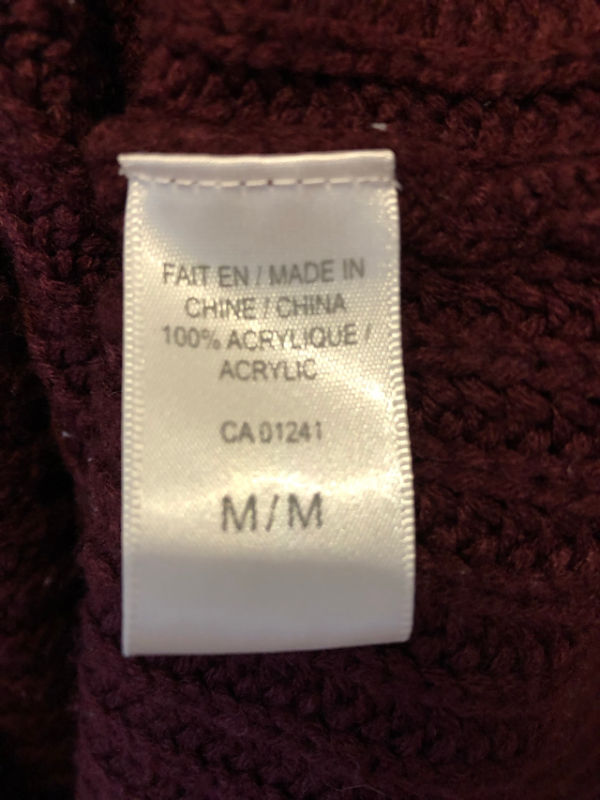 FAIT EN / MADE IN
CHINE / CHINA
100% ACRYLIQUE /
ACRYLIC
CA 01241
M/M